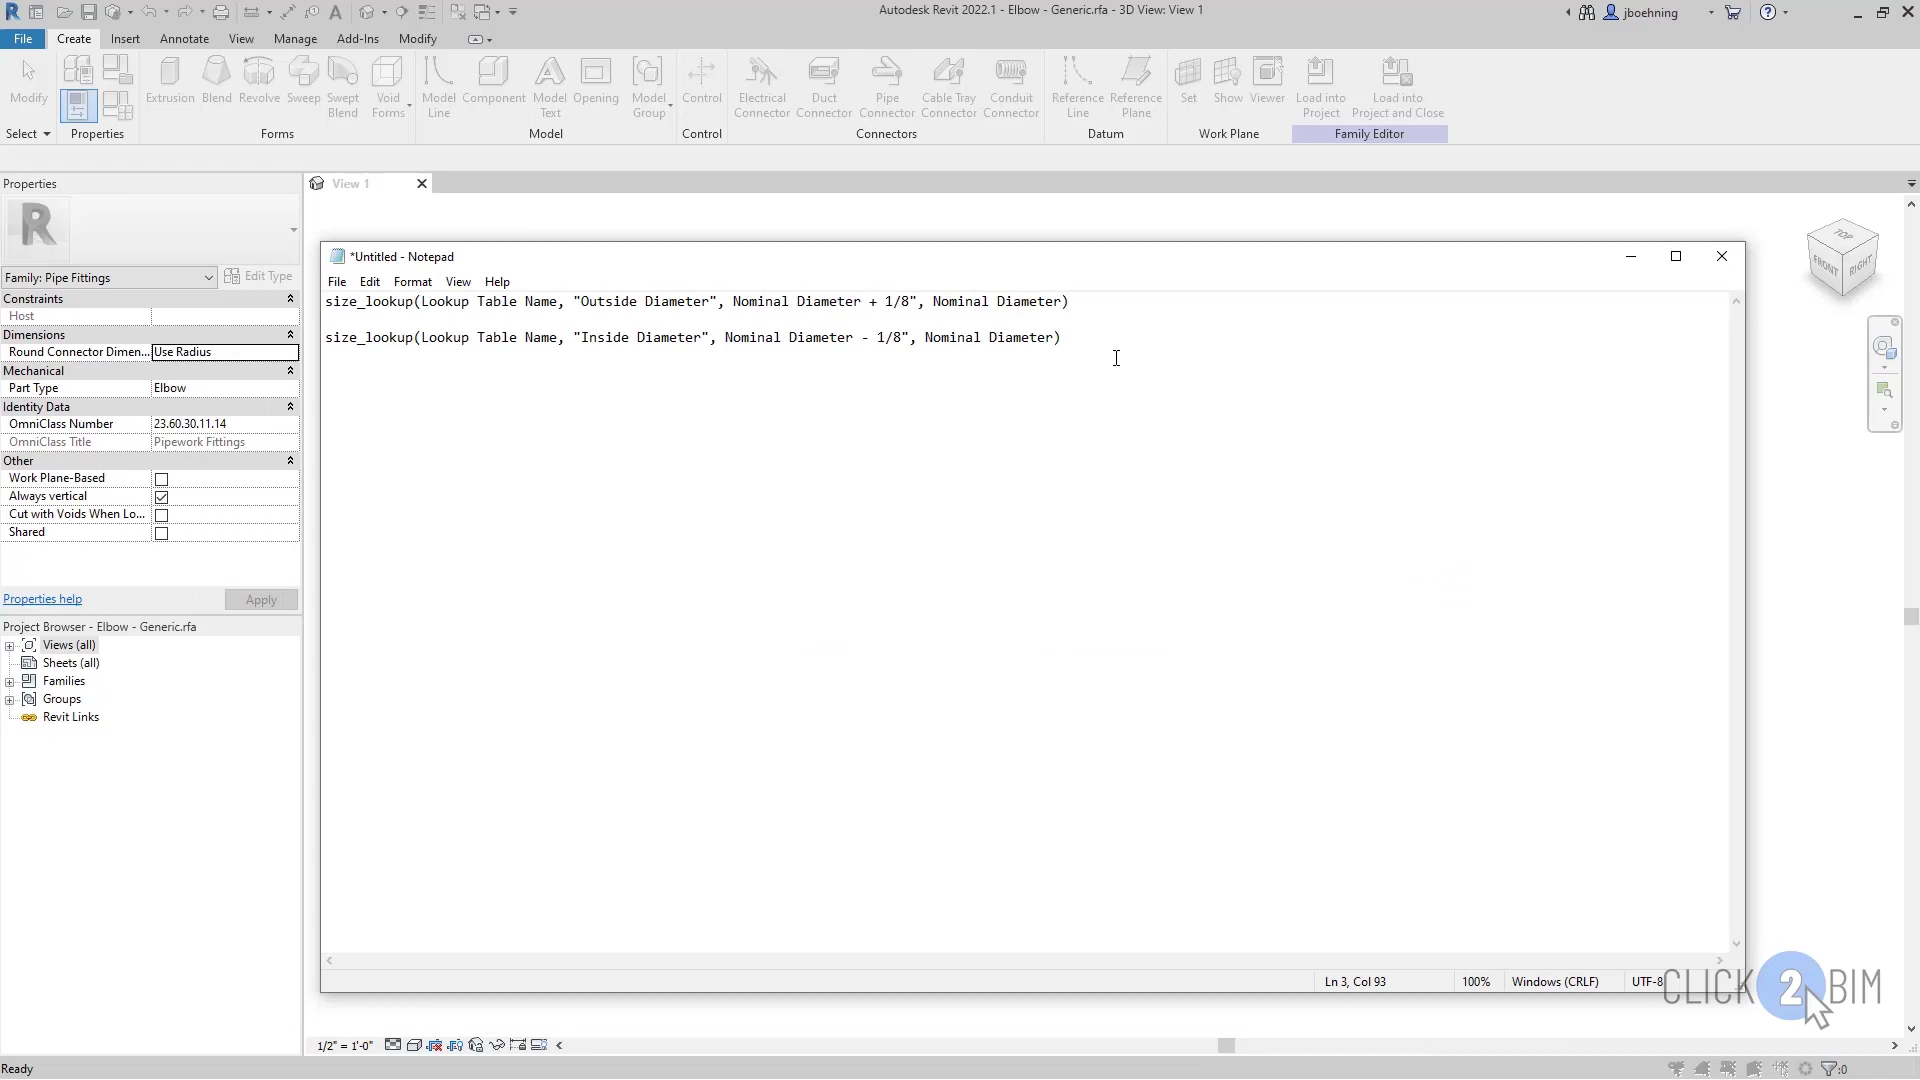 Autodesk Revit 2022.1 - Elbow - Generic.rfa - 3D View: View 1
jboehning
File Create Insert Annotate View Manage Add-Ins Modify
Modify
Extrusion Blend Revolve Sweep Swept Blend Void Forms
Model Line Component Model Text Opening Model Group
Control
Electrical Connector Duct Connector Pipe Connector Cable Tray Connector Conduit Connector
Reference Line Reference Plane
Set Show Viewer
Load into Project Load into Project and Close
Select Properties Forms Model Control Connectors Datum Work Plane Family Editor
Properties
View 1
R
Family: Pipe Fittings Edit Type
Constraints
Host
Dimensions
Round Connector Dimen... Use Radius
Mechanical
Part Type Elbow
Identity Data
OmniClass Number 23.60.30.11.14
OmniClass Title Pipework Fittings
Other
Work Plane-Based
Always vertical
Cut with Voids When Lo...
Shared
Properties help Apply
Project Browser - Elbow - Generic.rfa
Views (all)
Sheets (all)
Families
Groups
Revit Links
TOP
FRONT RIGHT
*Untitled - Notepad
File Edit Format View Help
size_lookup(Lookup Table Name, "Outside Diameter", Nominal Diameter + 1/8", Nominal Diameter)
size_lookup(Lookup Table Name, "Inside Diameter", Nominal Diameter - 1/8", Nominal Diameter)
Ln 3, Col 93 100% Windows (CRLF) UTF-8
CLICK 2 BIM
1/2" = 1'-0"
Ready
:0